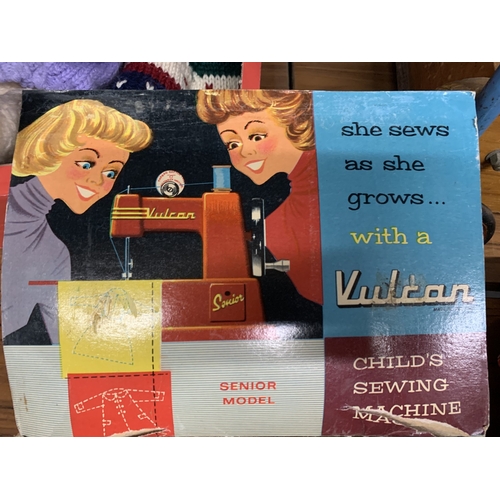 she sews
as she
grows...
with a
Vulcan
CHILD'S
SEWING
MACHINE
SENIOR
MODEL
Vulcan
Senior